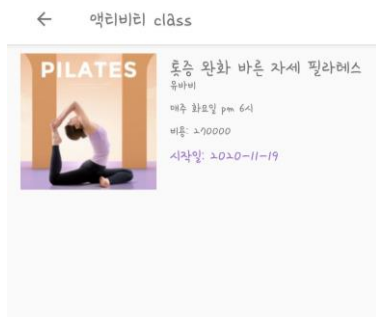 액티비티 class
PILATES
통증 완화 바른 자세 필라테스
유바비
매주 화요일 pm 6시
비용: 270000
시작일: 2020-11-19